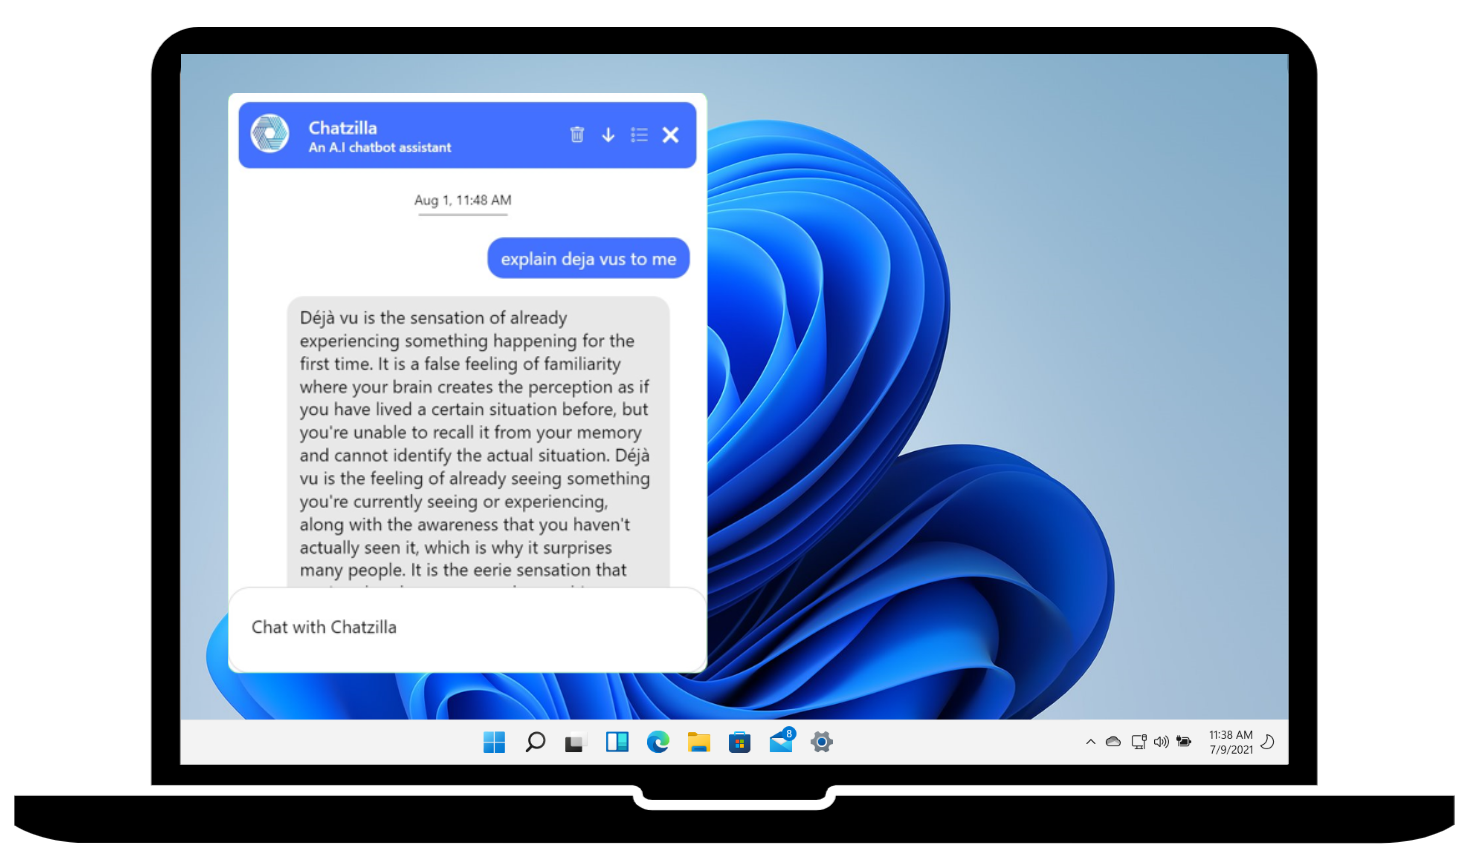 Chatzilla
An A.I chatbot assistant
Aug 1, 11:48 AM
explain deja vus to me
Déjà vu is the sensation of already
experiencing something happening for the
first time. It is a false feeling of familiarity
where your brain creates the perception as if
you have lived a certain situation before, but
you're unable to recall it from your memory
and cannot identify the actual situation. Déjà
vu is the feeling of already seeing something
you're currently seeing or experiencing,
along with the awareness that you haven't
actually seen it, which is why it surprises
many people. It is the eerie sensation that
Chat with Chatzilla
8
11:38 AM
7/9/2021